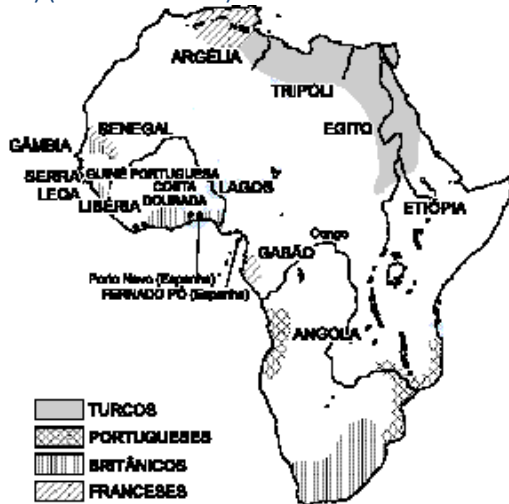 ARGÉLIA
TRÍPOLI
EGITO
SENEGAL
GÂMBIA
GUINÉ PORTUGUESA
SERRA
LEOA
COSTA
DOURADA
LAGOS
LIBÉRIA
ETIÓPIA
Congo
GABÃO
Porto Novo (Espanha)
FERNADO PÓ (Espanha)
ANGOLA
TURCOS
PORTUGUESES
BRITÂNICOS
FRANCESES